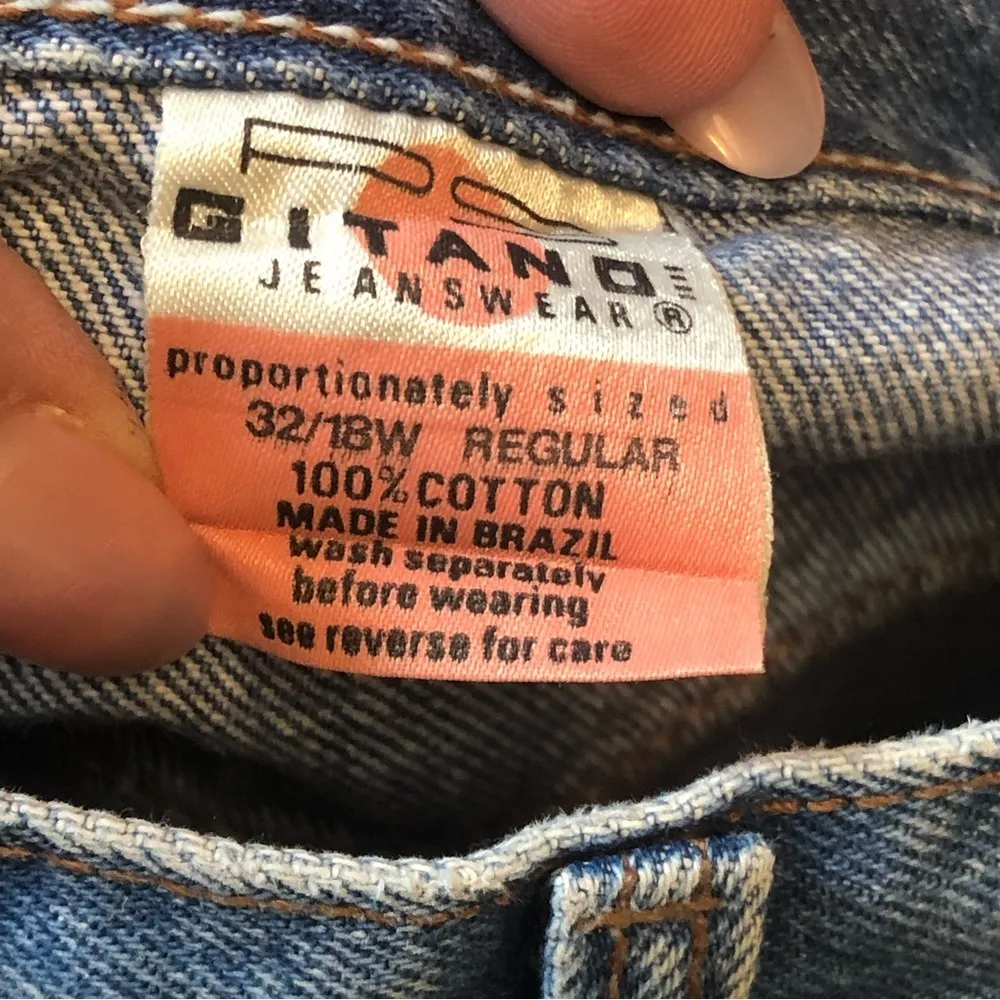 GITANO
JEANSWEAR®
proportionately sized
32/18W REGULAR
100% COTTON
MADE IN BRAZIL
wash separately
before wearing
see reverse for care